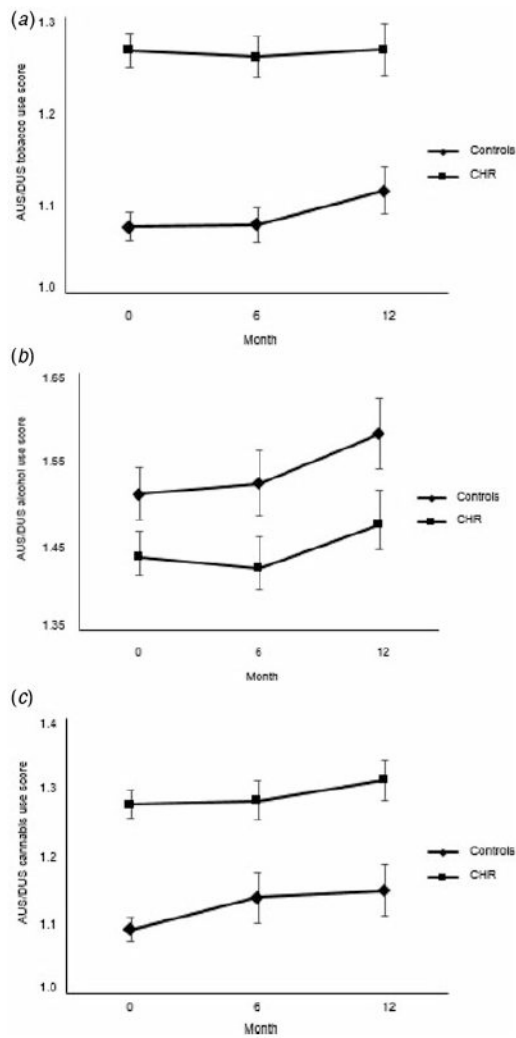 (a)
1.3
1.2
1.1
1.0
AUS/DUS tobacco use score
Controls
CHR
0 6 12
Month
(b)
1.65
1.55
1.45
1.35
AUS/DUS alcohol use score
Controls
CHR
0 6 12
Month
(c)
1.4
1.3
1.2
1.1
1.0
AUS/DUS cannabis use score
Controls
CHR
0 6 12
Month